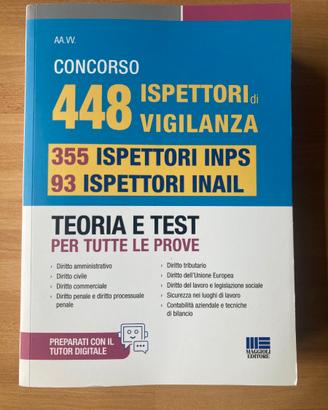 AA.VV.
CONCORSO
448 ISPETTORI di
VIGILANZA
355 ISPETTORI INPS
93 ISPETTORI INAIL
TEORIA E TEST
PER TUTTE LE PROVE
› Diritto amministrativo
› Diritto civile
› Diritto commerciale
› Diritto penale e diritto processuale
penale
› Diritto tributario
› Diritto dell'Unione Europea
› Diritto del lavoro e legislazione sociale
› Sicurezza nei luoghi di lavoro
› Contabilità aziendale e tecniche
di bilancio
PREPARATI CON IL
TUTOR DIGITALE
MAGGIOLI
EDITORE